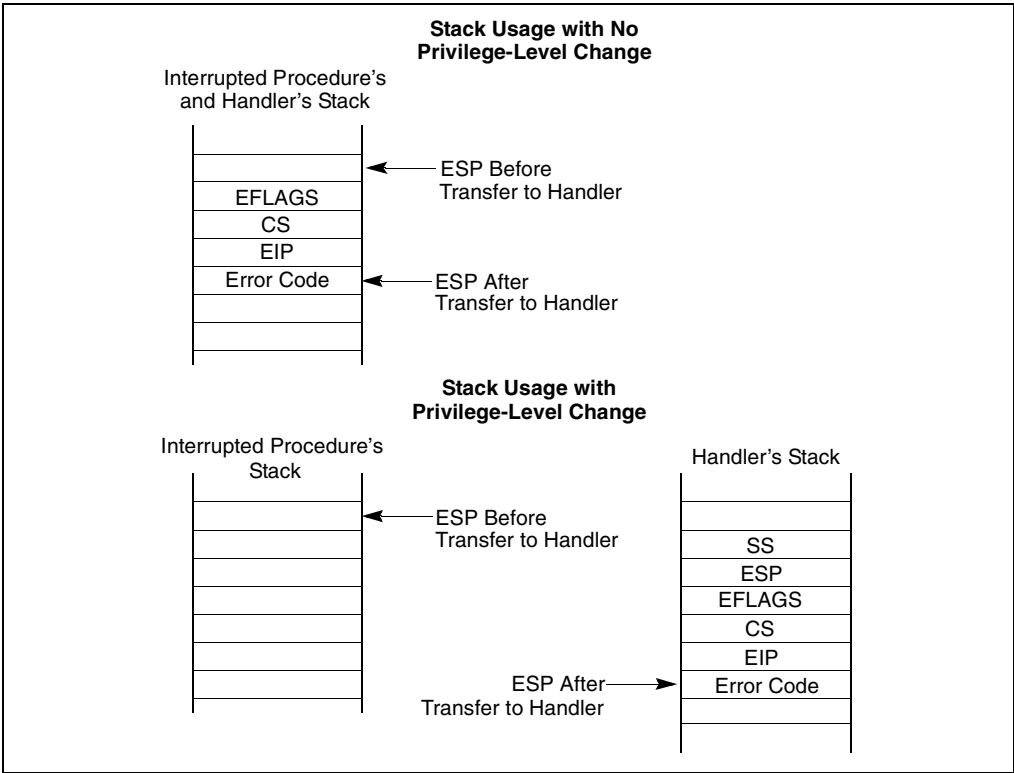 Stack Usage with No
Privilege-Level Change
Interrupted Procedure's
and Handler's Stack
ESP Before
Transfer to Handler
EFLAGS
CS
EIP
Error Code
ESP After
Transfer to Handler
Stack Usage with
Privilege-Level Change
Interrupted Procedure's
Stack
Handler's Stack
ESP Before
Transfer to Handler
SS
ESP
EFLAGS
CS
EIP
Error Code
ESP After
Transfer to Handler